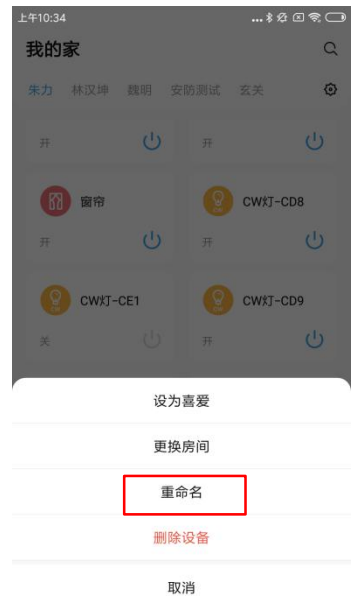 上午10:34
我的家
朱力 林汉坤 魏明 安防测试 玄关
开 开
窗帘 CW灯-CD8
开 开
CW灯-CE1 CW灯-CD9
关 开
设为喜爱
更换房间
重命名
删除设备
取消